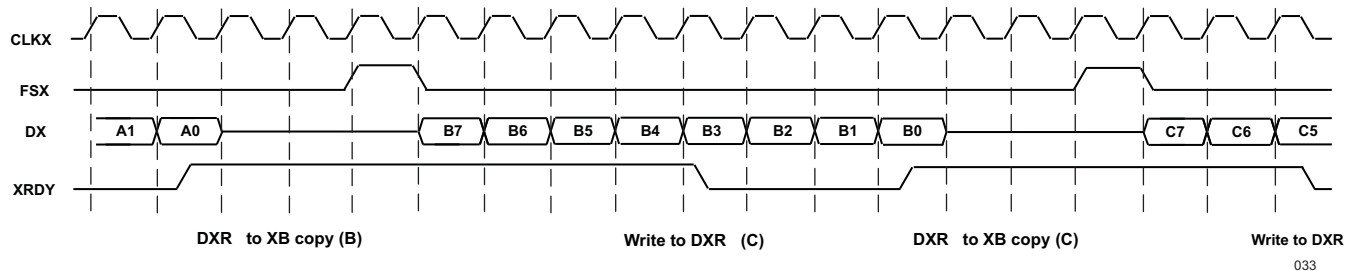 CLKX
FSX
DX A1 A0 B7 B6 B5 B4 B3 B2 B1 B0 C7 C6 C5
XRDY
DXR to XB copy (B) Write to DXR (C) DXR to XB copy (C) Write to DXR
033